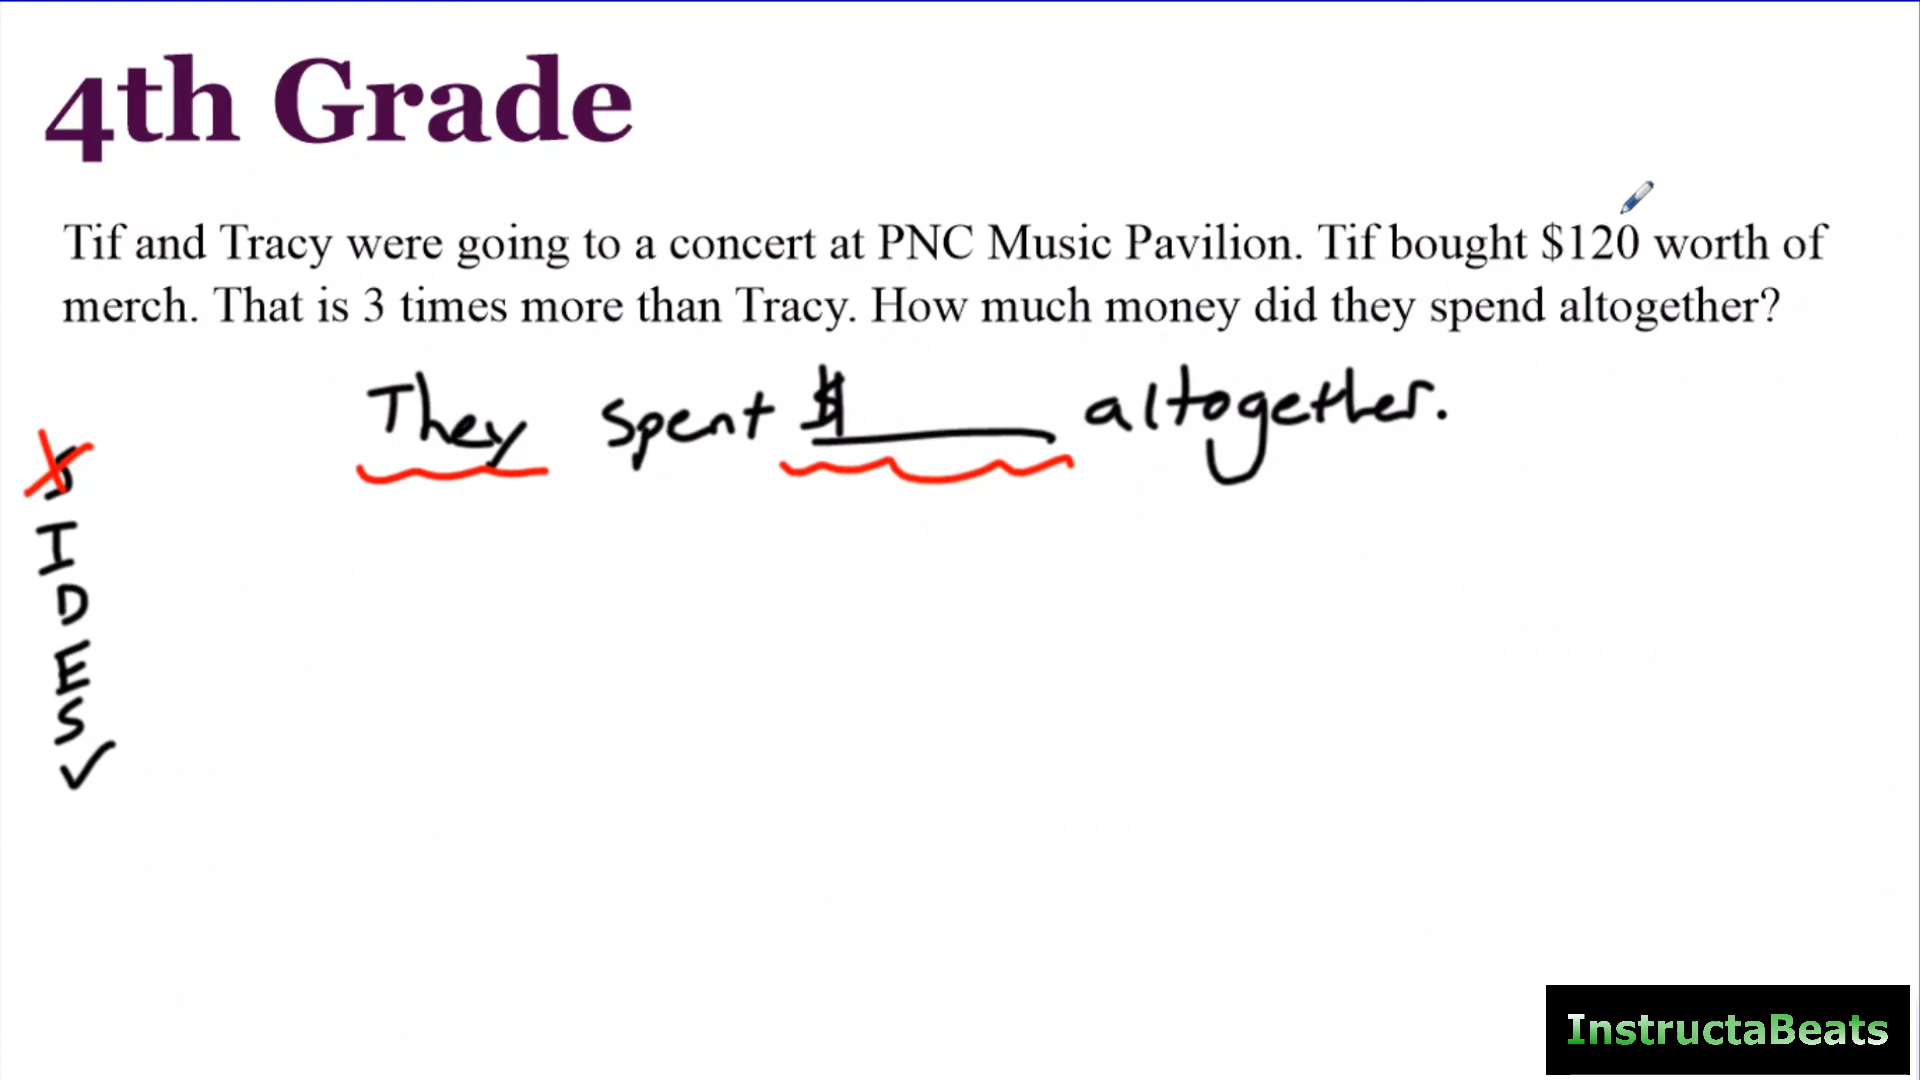 4th Grade
Tif and Tracy were going to a concert at PNC Music Pavilion. Tif bought $120 worth of
merch. That is 3 times more than Tracy. How much money did they spend altogether?
They spent $______ altogether.
S
I
D
E
S
✓
InstructaBeats